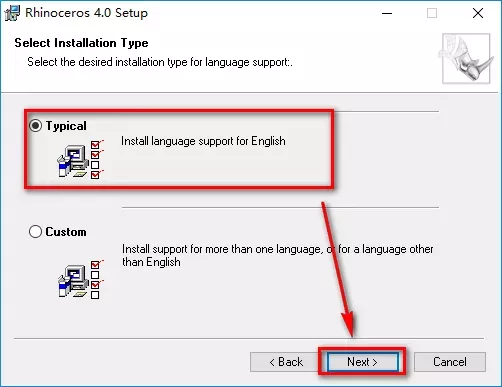 Rhinoceros 4.0 Setup
Select Installation Type
Select the desired installation type for language support:.
Typical
Install language support for English
Custom
Install support for more than one language, or for a language other
than English
< Back
Next >
Cancel